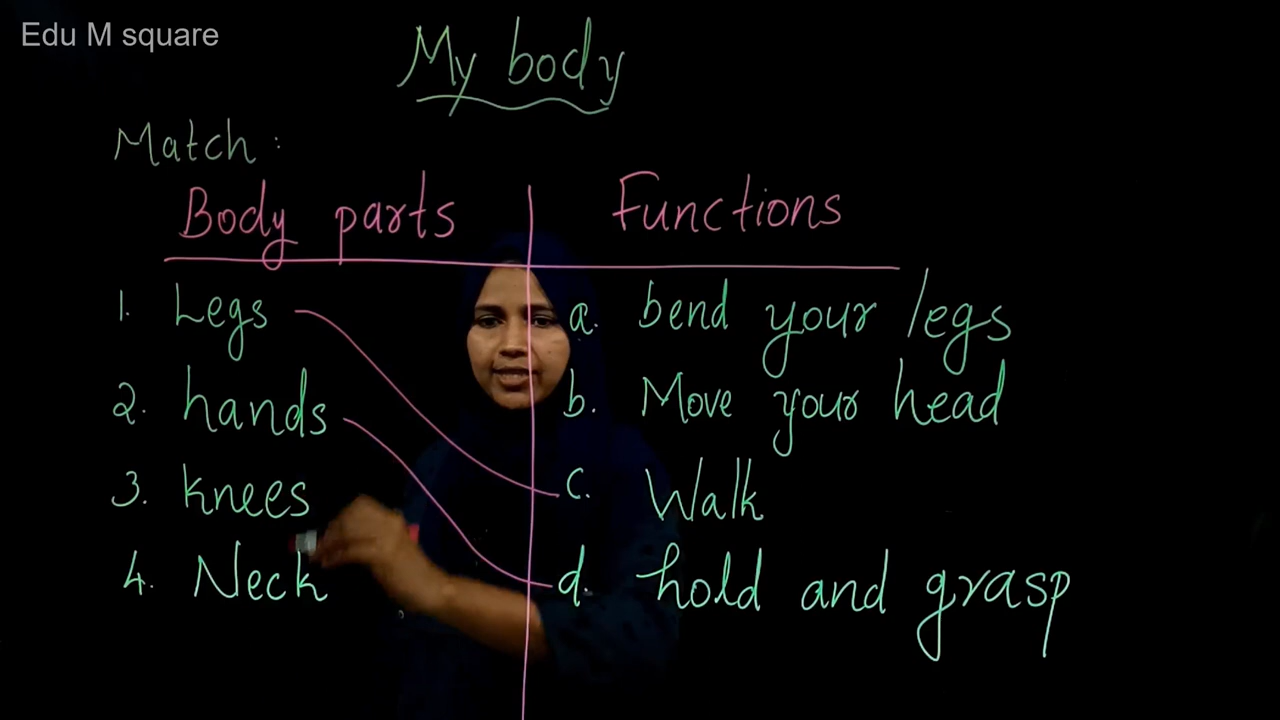 Edu M square
My body
Match:
Body parts Functions
1. Legs a. bend your legs
2. hands b. Move your head
3. knees c. Walk
4. Neck d. hold and grasp